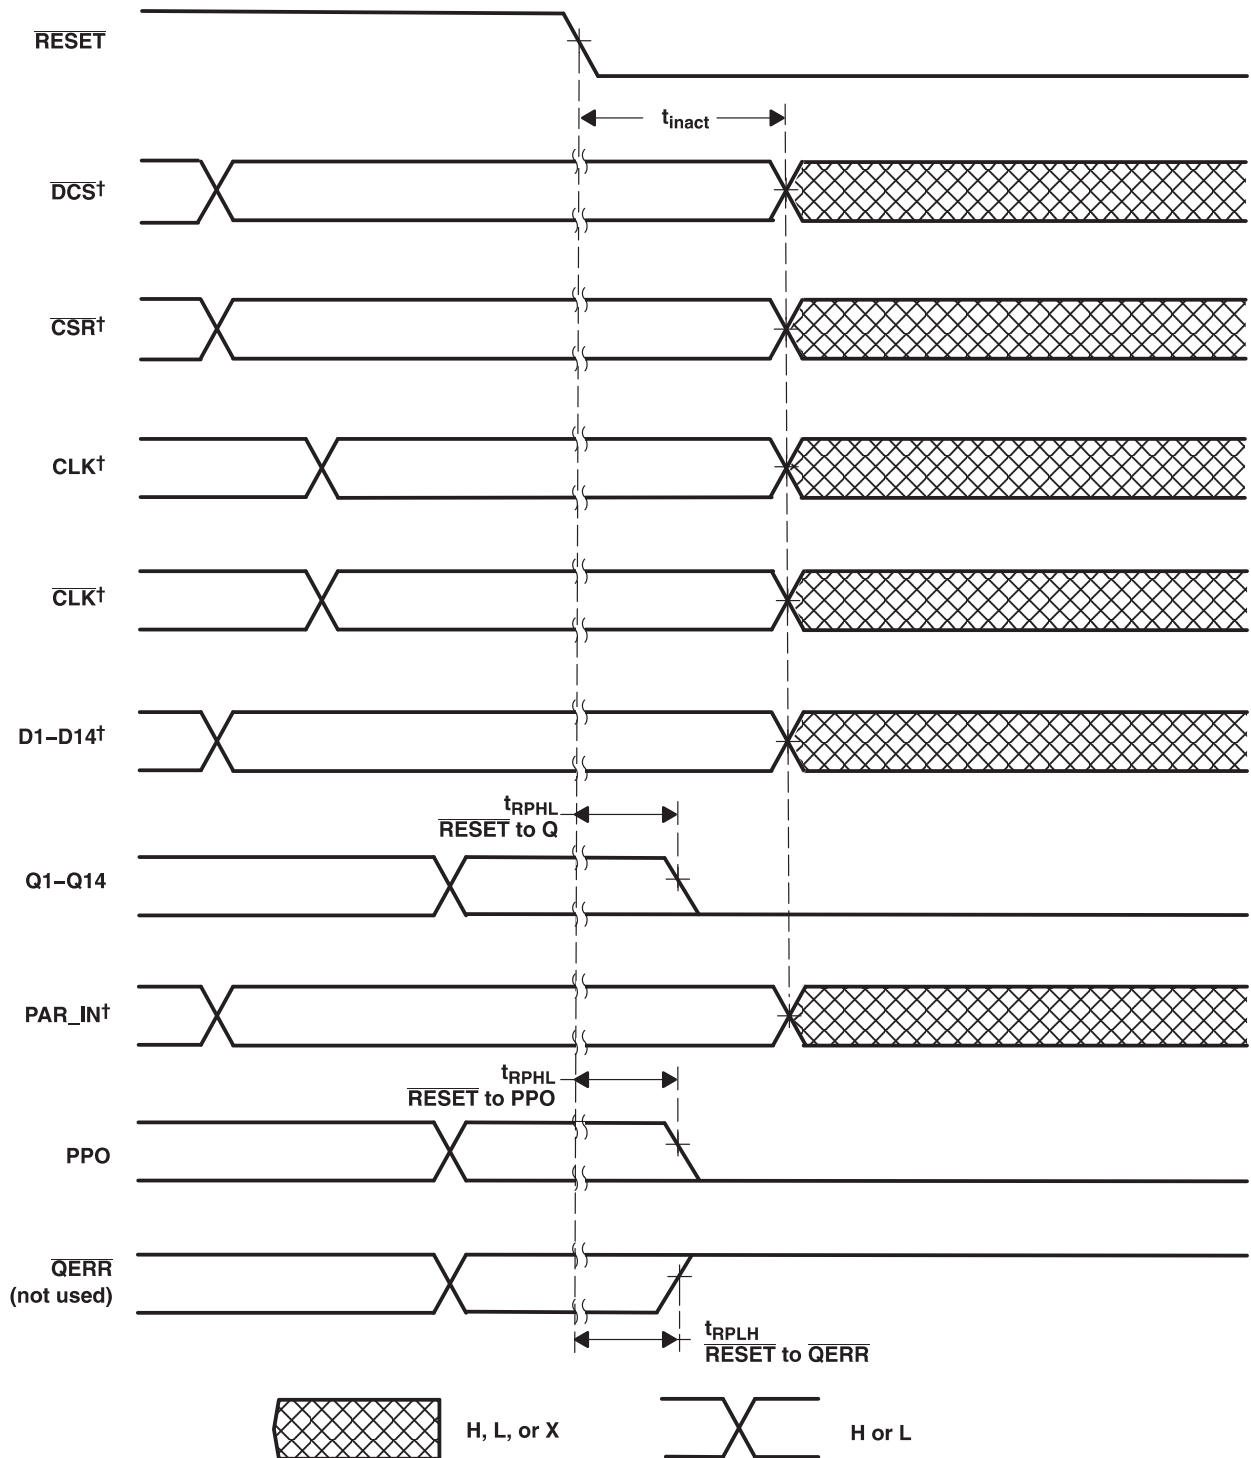 RESET
tinact
DCS†
CSR†
CLK†
CLK†
D1–D14†
tRPHL
RESET to Q
Q1–Q14
PAR_IN†
tRPHL
RESET to PPO
PPO
QERR
(not used)
tRPLH
RESET to QERR
H, L, or X
H or L